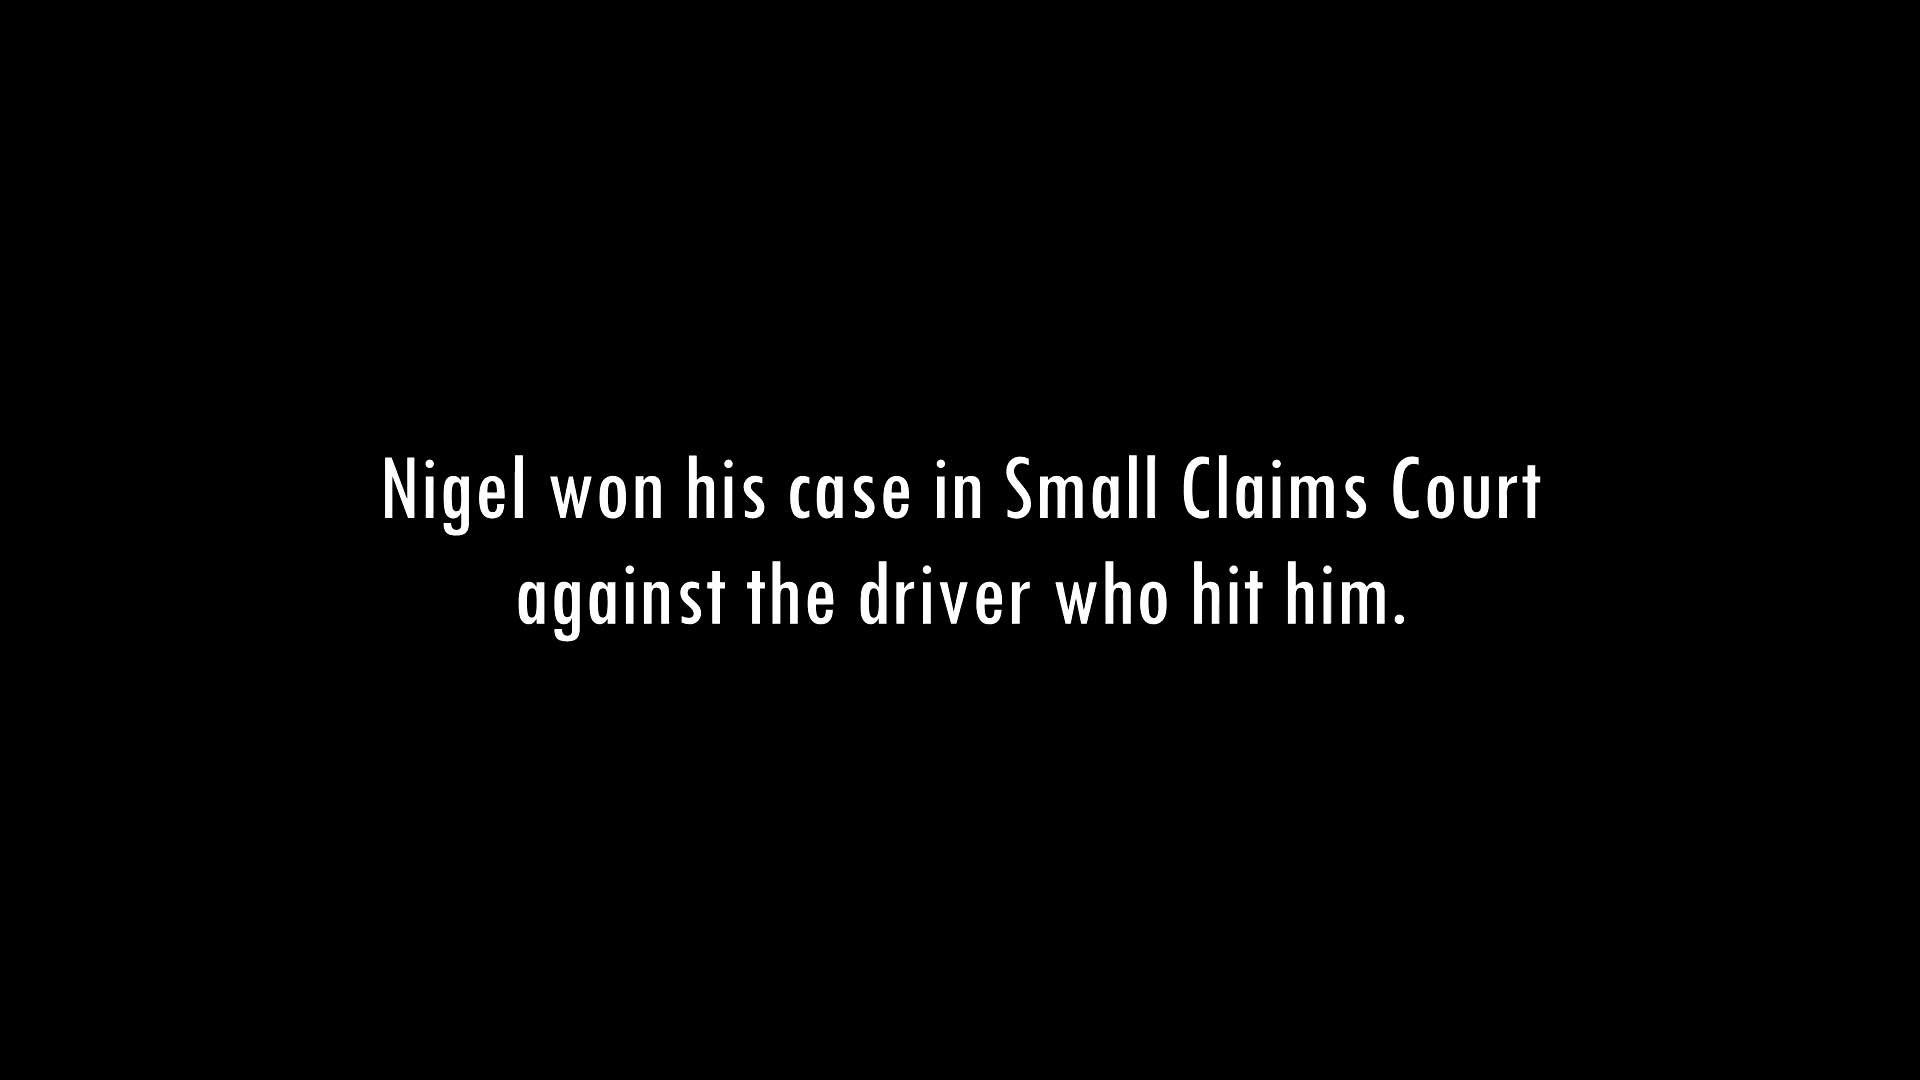 Nigel won his case in Small Claims Court
against the driver who hit him.